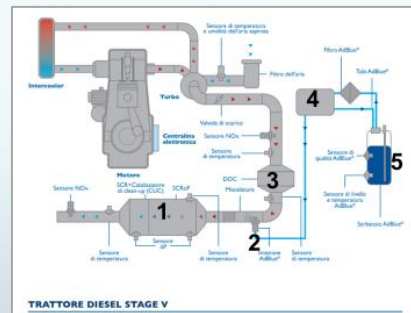 Sensore di temperatura
e umidità dell'aria aspirata
Intercooler
Turbo
Filtro dell'aria
Valvola di scarico
Centralina
elettronica
Motore
Sensore NOx
Sensore
di temperatura
DOC
Miscelatore
SCR+Catalizzatore
di clean-up (CUC)
SCRoF
Sensore NOx
1
2
3
4
5
Filtro AdBlue®
Tubo AdBlue®
Sensore di
qualità AdBlue®
Sensore di livello
e temperatura
AdBlue®
Serbatoio AdBlue®
Sensore
di temperatura
Sensore
ΔP
Sensore
di temperatura
Iniettore
AdBlue®
Sensore
di temperatura
TRATTORE DIESEL STAGE V